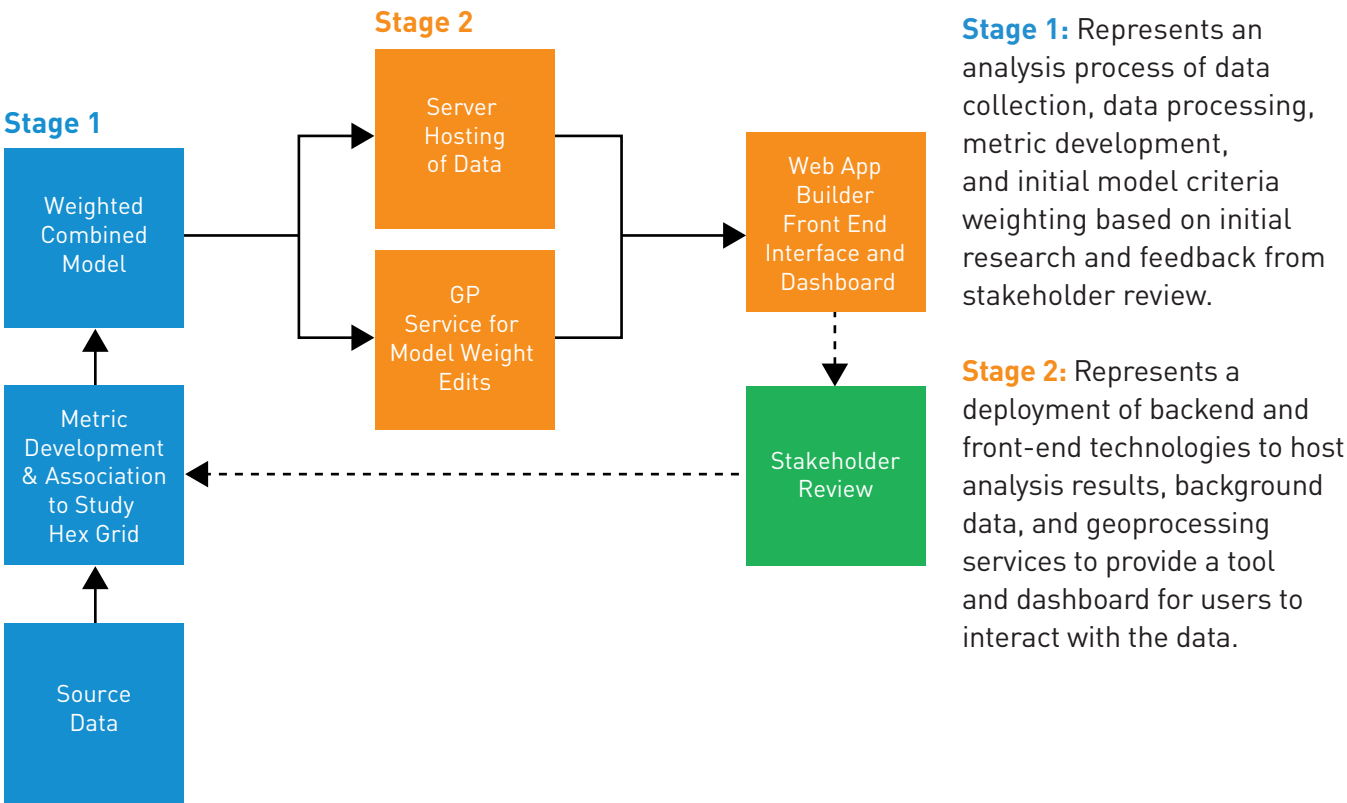 Stage 1
Weighted
Combined
Model
Metric
Development
& Association
to Study
Hex Grid
Source
Data
Stage 2
Server
Hosting
of Data
GP
Service for
Model Weight
Edits
Web App
Builder
Front End
Interface and
Dashboard
Stakeholder
Review
Stage 1: Represents an
analysis process of data
collection, data processing,
metric development,
and initial model criteria
weighting based on initial
research and feedback from
stakeholder review.
Stage 2: Represents a
deployment of backend and
front-end technologies to host
analysis results, background
data, and geoprocessing
services to provide a tool
and dashboard for users to
interact with the data.